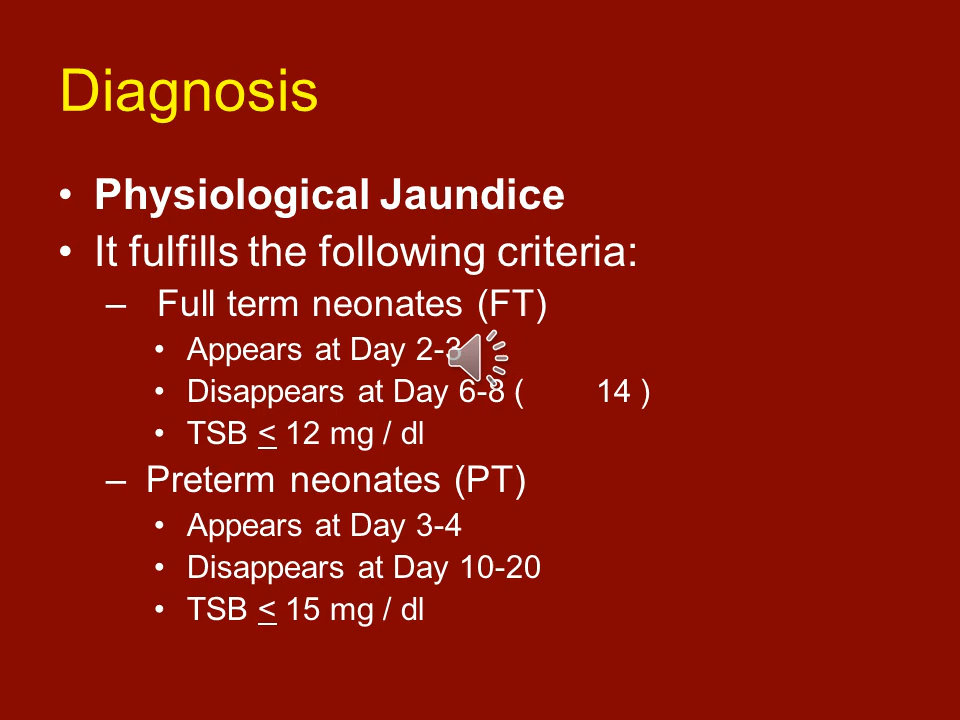 Diagnosis
• Physiological Jaundice
• It fulfills the following criteria:
– Full term neonates (FT)
• Appears at Day 2-3
• Disappears at Day 6-8 ( 14 )
• TSB < 12 mg / dl
– Preterm neonates (PT)
• Appears at Day 3-4
• Disappears at Day 10-20
• TSB < 15 mg / dl